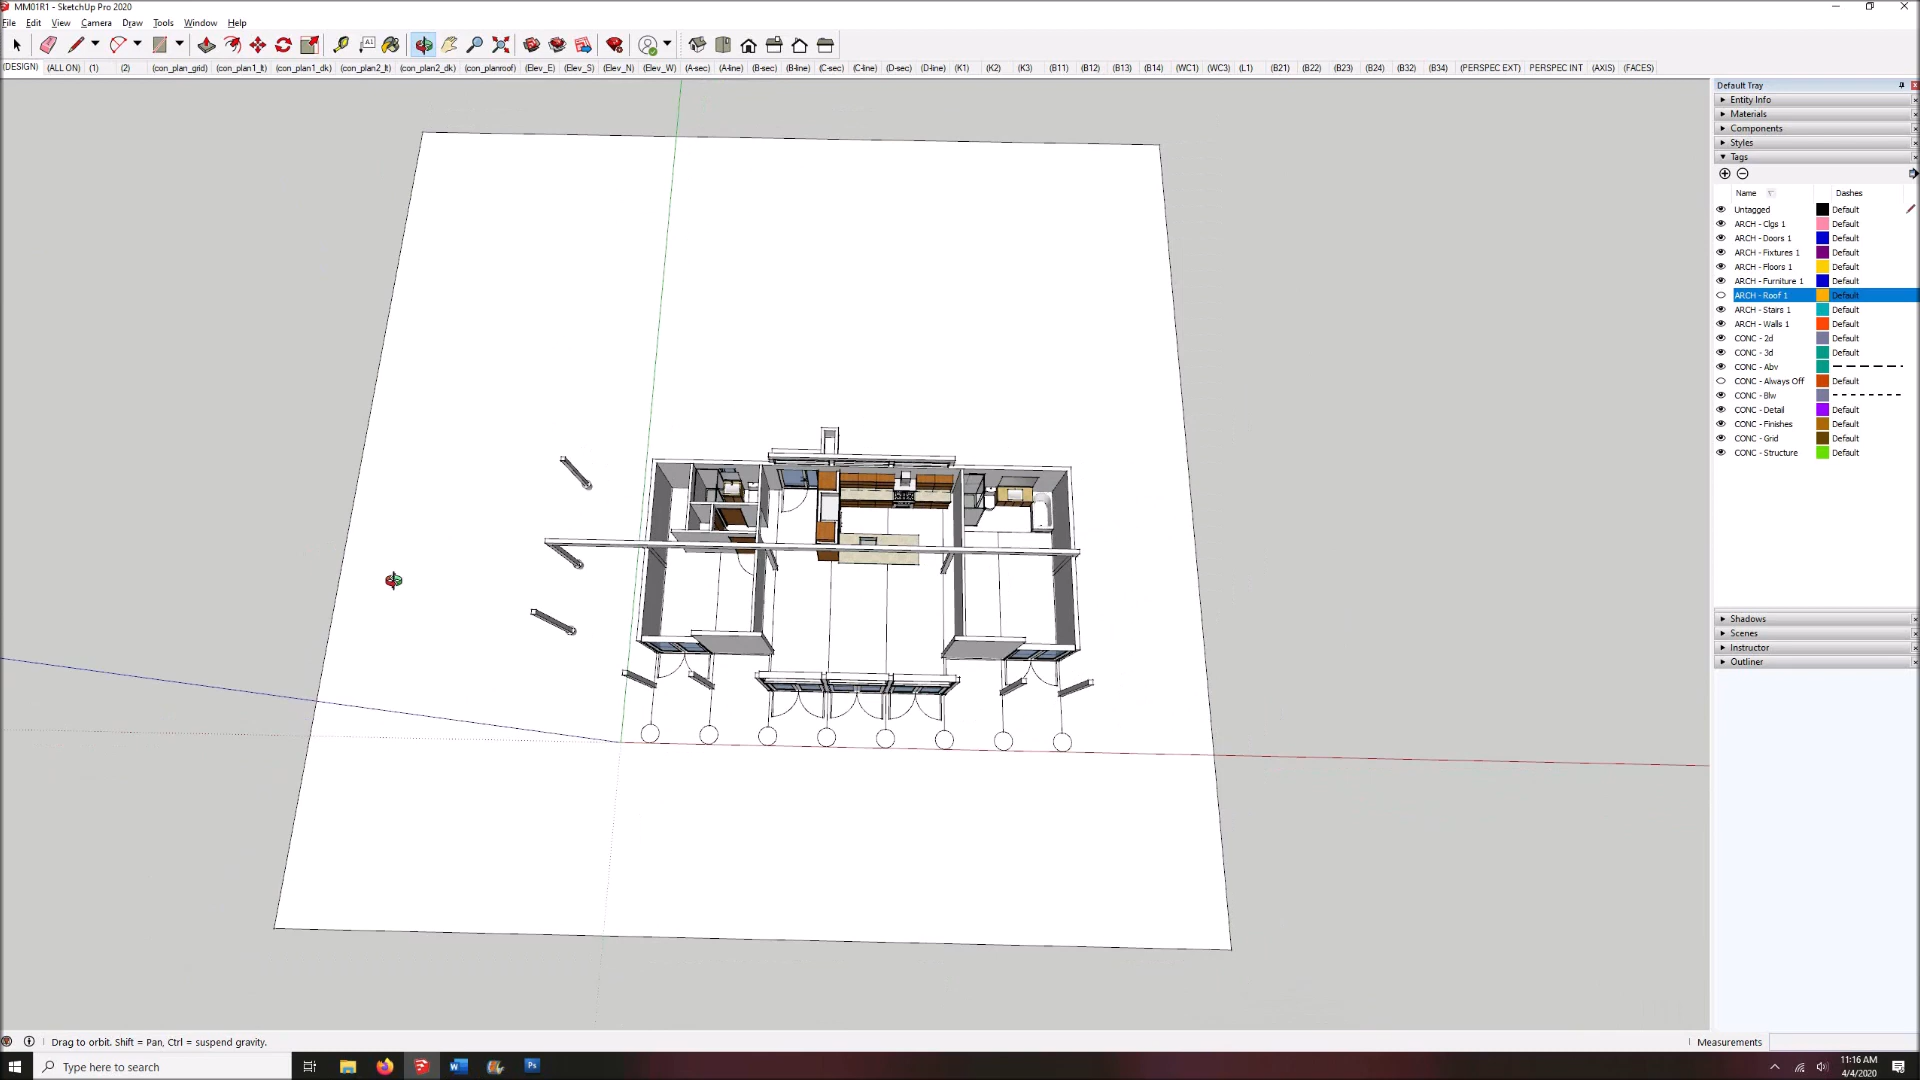 MM01R1 - SketchUp Pro 2020
File Edit View Camera Draw Tools Window Help
(DESIGN) (ALL ON) (1) (2) (con_plan_grid) (con_plan1_lt) (con_plan1_dk) (con_plan2_lt) (con_plan2_dk) (con_planroof) (Elev_E) (Elev_S) (Elev_N) (Elev_W) (A-sec) (A-line) (B-sec) (B-line) (C-sec) (C-line) (D-sec) (D-line) (K1) (K2) (K3) (B11) (B12) (B13) (B14) (WC1) (WC3) (L1) (B21) (B22) (B23) (B24) (B32) (B34) (PERSPEC EXT) PERSPEC INT (AXIS) (FACES)
Default Tray
Entity Info
Materials
Components
Styles
Tags
Name Dashes
Untagged Default
ARCH - Clgs 1 Default
ARCH - Doors 1 Default
ARCH - Fixtures 1 Default
ARCH - Floors 1 Default
ARCH - Furniture 1 Default
ARCH - Roof 1 Default
ARCH - Stairs 1 Default
ARCH - Walls 1 Default
CONC - 2d Default
CONC - 3d Default
CONC - Abv
CONC - Always Off Default
CONC - Blw
CONC - Detail Default
CONC - Finishes Default
CONC - Grid Default
CONC - Structure Default
Shadows
Scenes
Instructor
Outliner
Drag to orbit. Shift = Pan, Ctrl = suspend gravity.
Measurements
Type here to search
11:16 AM
4/4/2020